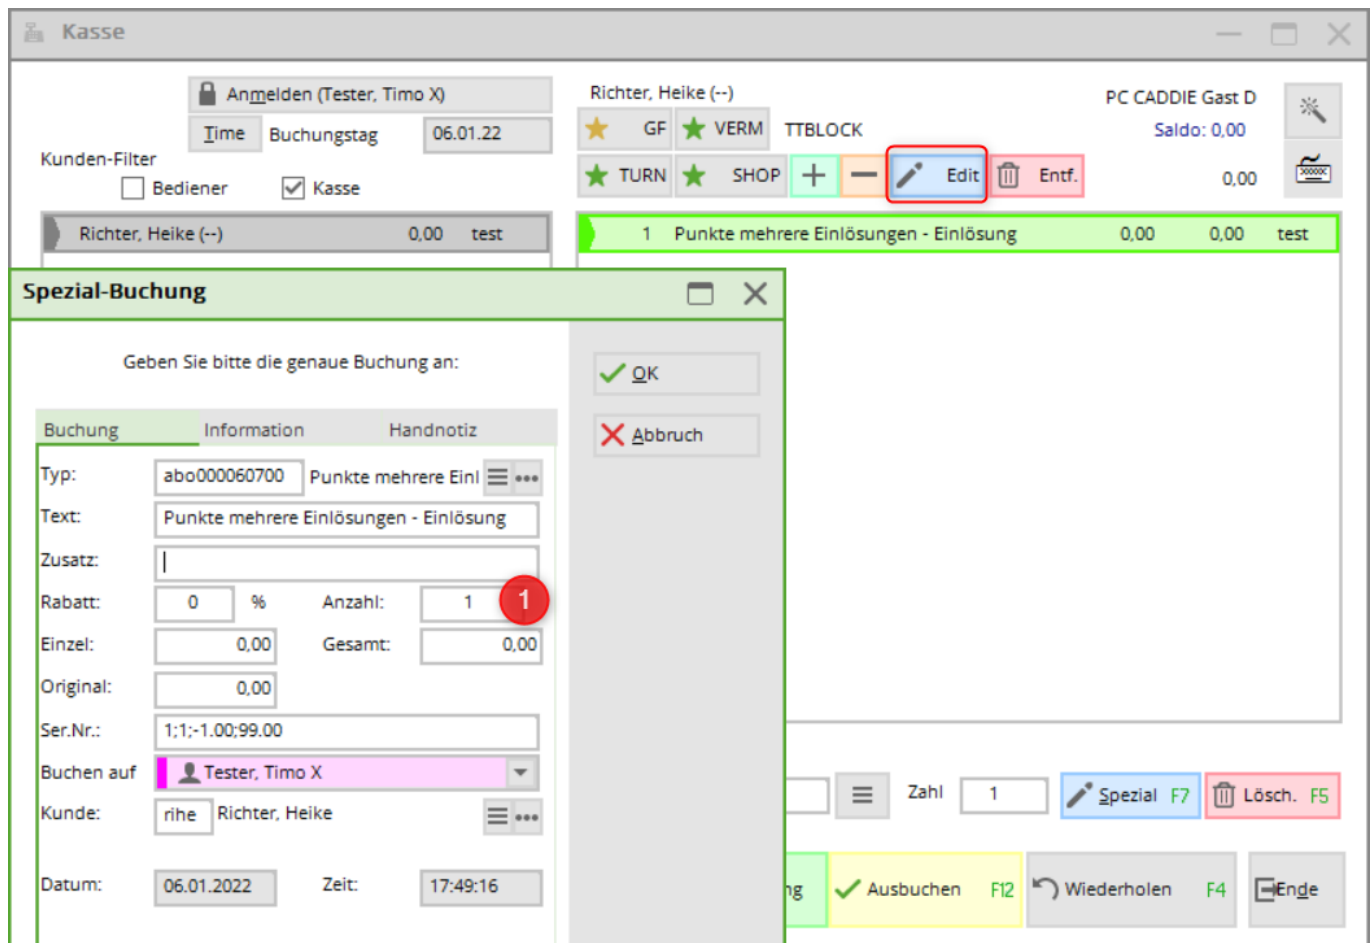 Kasse
Anmelden (Tester, Timo X)
Time Buchungstag 06.01.22
Kunden-Filter
Bediener Kasse
Richter, Heike (--) 0,00 test
Richter, Heike (--) PC CADDIE Gast D
GF VERM TTBLOCK Saldo: 0,00
TURN SHOP Edit Entf. 0,00
1 Punkte mehrere Einlösungen - Einlösung 0,00 0,00 test
Spezial-Buchung
Geben Sie bitte die genaue Buchung an:
OK
Abbruch
Buchung Information Handnotiz
Typ: abo000060700 Punkte mehrere Einl
Text: Punkte mehrere Einlösungen - Einlösung
Zusatz:
Rabatt: 0 % Anzahl: 1 1
Einzel: 0,00 Gesamt: 0,00
Original: 0,00
Ser.Nr.: 1;1;-1.00;99.00
Buchen auf Tester, Timo X
Kunde: rihe Richter, Heike
Datum: 06.01.2022 Zeit: 17:49:16
Zahl 1 Spezial F7 Lösch. F5
ng Ausbuchen F12 Wiederholen F4 Ende